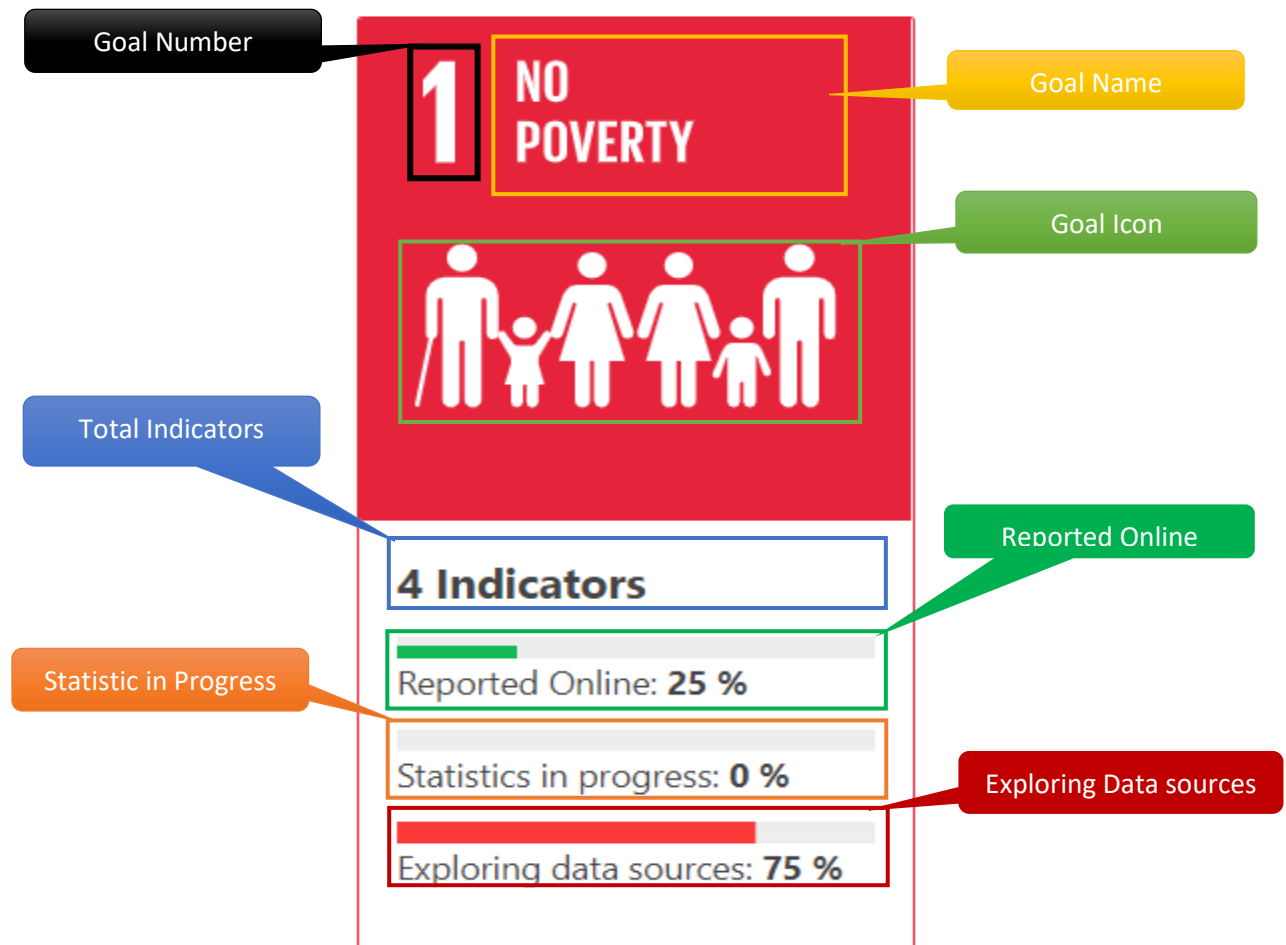 Goal Number
1
NO
POVERTY
Goal Name
Goal Icon
Total Indicators
4 Indicators
Reported Online
Reported Online: 25 %
Statistic in Progress
Statistics in progress: 0 %
Exploring Data sources
Exploring data sources: 75 %